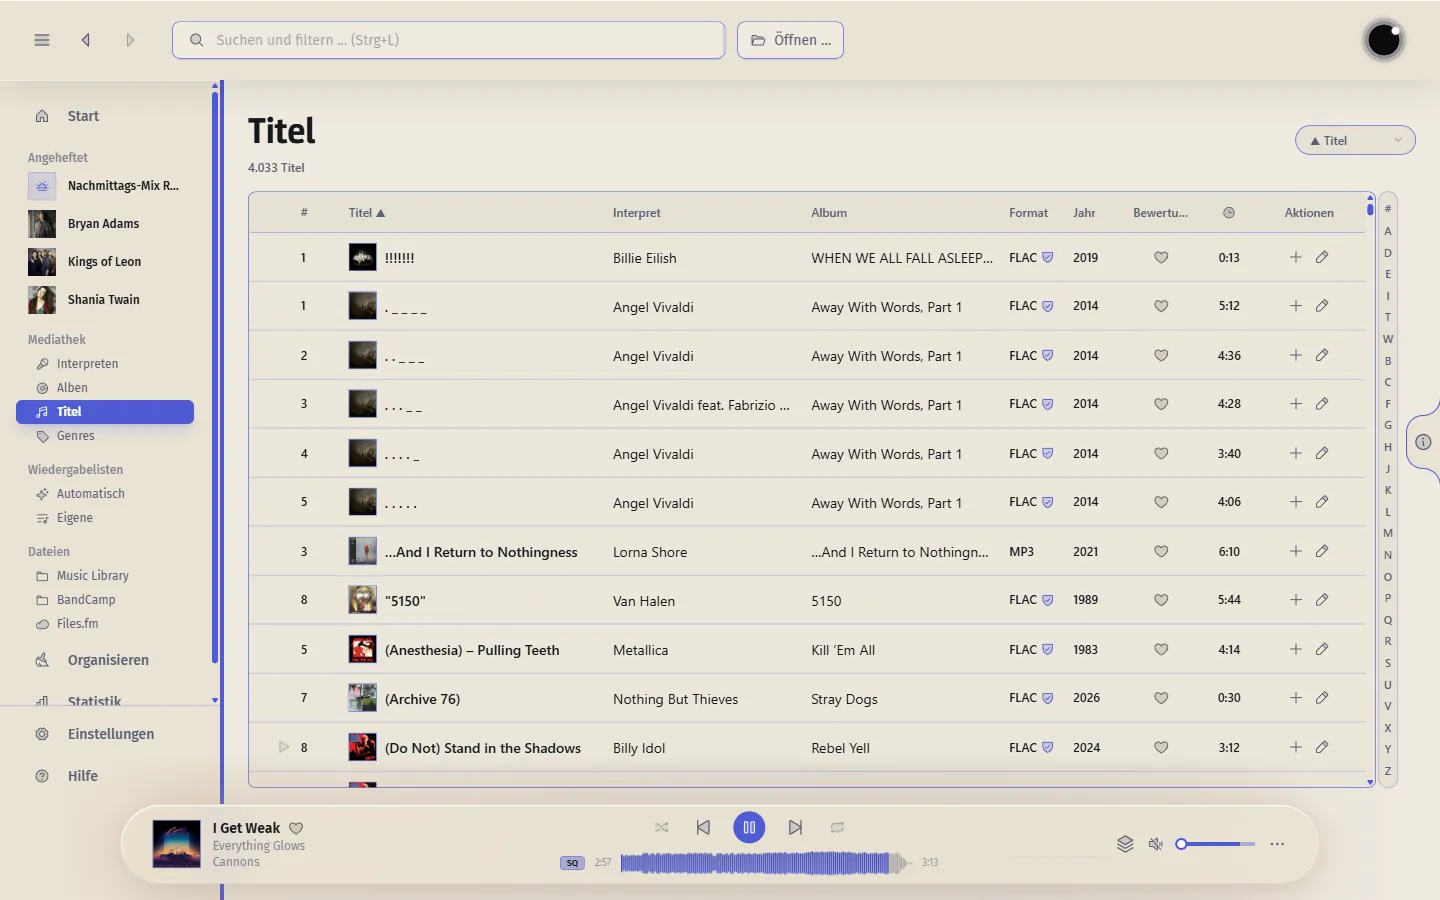 Suchen und filtern ... (Strg+L)
Öffnen ...
Start
Angeheftet
Nachmittags-Mix R...
Bryan Adams
Kings of Leon
Shania Twain
Mediathek
Interpreten
Alben
Titel
Genres
Wiedergabelisten
Automatisch
Eigene
Dateien
Music Library
BandCamp
Files.fm
Organisieren
Statistik
Einstellungen
Hilfe
Titel
4.033 Titel
▲ Titel
# Titel ▲ Interpret Album Format Jahr Bewertu... Aktionen
1 !!!!!!! Billie Eilish WHEN WE ALL FALL ASLEEP... FLAC 2019 0:13
1 . _ _ _ _ Angel Vivaldi Away With Words, Part 1 FLAC 2014 5:12
2 . . _ _ _ Angel Vivaldi Away With Words, Part 1 FLAC 2014 4:36
3 . . . _ _ Angel Vivaldi feat. Fabrizio ... Away With Words, Part 1 FLAC 2014 4:28
4 . . . . _ Angel Vivaldi Away With Words, Part 1 FLAC 2014 3:40
5 . . . . . Angel Vivaldi Away With Words, Part 1 FLAC 2014 4:06
3 ...And I Return to Nothingness Lorna Shore ...And I Return to Nothingn... MP3 2021 6:10
8 "5150" Van Halen 5150 FLAC 1989 5:44
5 (Anesthesia) – Pulling Teeth Metallica Kill ’Em All FLAC 1983 4:14
7 (Archive 76) Nothing But Thieves Stray Dogs FLAC 2026 0:30
8 (Do Not) Stand in the Shadows Billy Idol Rebel Yell FLAC 2024 3:12
#
A
D
E
I
T
W
B
C
F
G
H
J
K
L
M
N
O
P
Q
R
S
U
V
X
Y
Z
I Get Weak
Everything Glows
Cannons
SQ 2:57 3:13